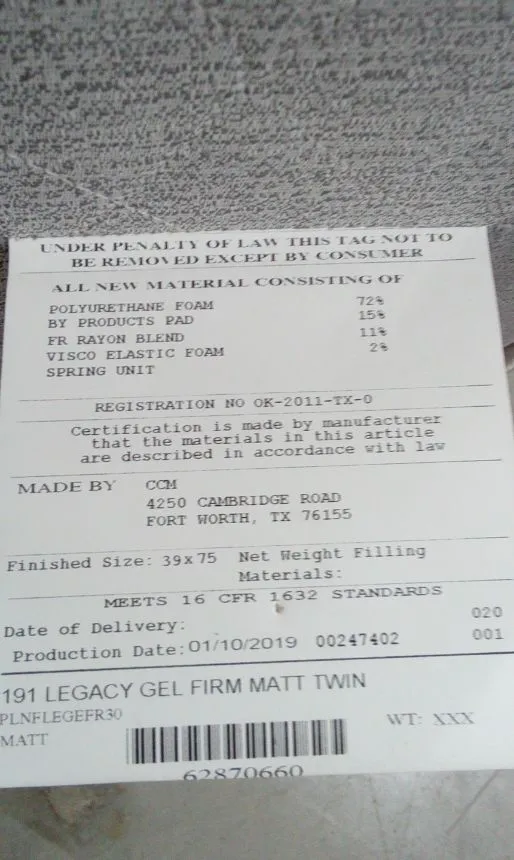 UNDER PENALTY OF LAW THIS TAG NOT TO
BE REMOVED EXCEPT BY CONSUMER
ALL NEW MATERIAL CONSISTING OF
POLYURETHANE FOAM 72%
BY PRODUCTS PAD 15%
FR RAYON BLEND 11%
VISCO ELASTIC FOAM 2%
SPRING UNIT
REGISTRATION NO OK-2011-TX-0
Certification is made by manufacturer
that the materials in this article
are described in accordance with law
MADE BY CCM
4250 CAMBRIDGE ROAD
FORT WORTH, TX 76155
Finished Size: 39x75 Net Weight Filling
Materials:
MEETS 16 CFR 1632 STANDARDS
Date of Delivery: 020
Production Date: 01/10/2019 00247402 001
191 LEGACY GEL FIRM MATT TWIN
PLNFLEGEFR30
MATT WT: XXX
62870660